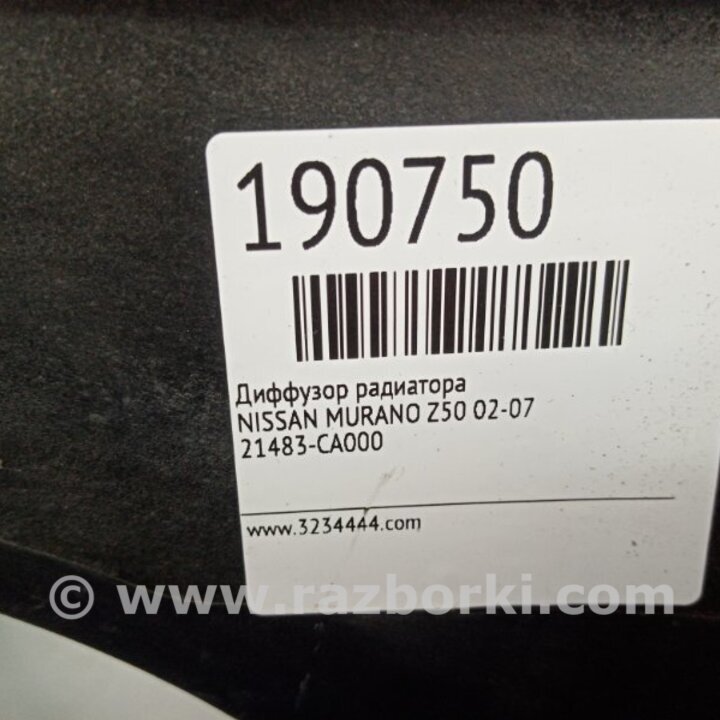 190750
Диффузор радиатора
NISSAN MURANO Z50 02-07
21483-CA000
www.3234444.com
© www.razborki.com